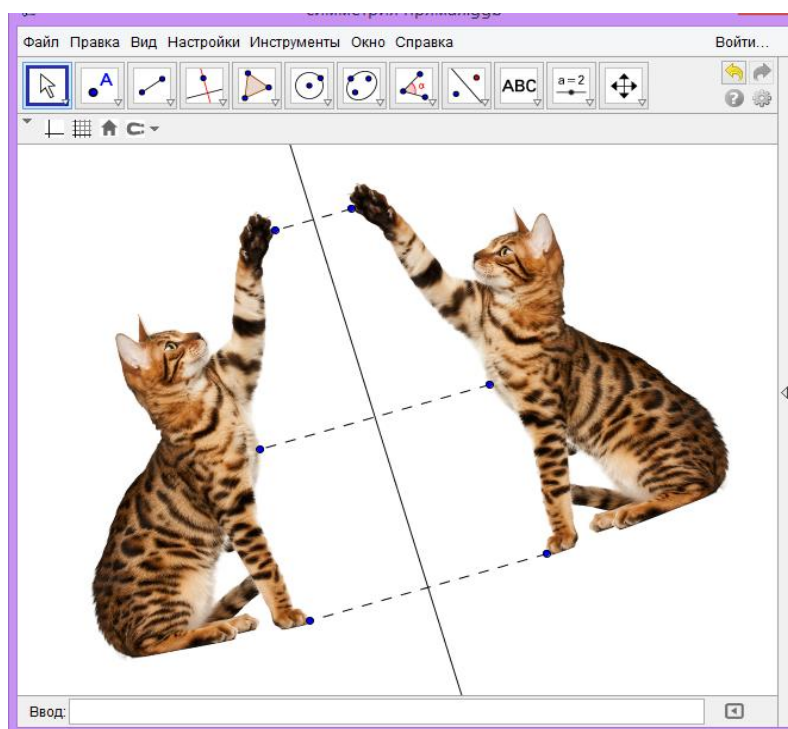 Файл Правка Вид Настройки Инструменты Окно Справка Войти...
A α ABC a = 2
Ввод: